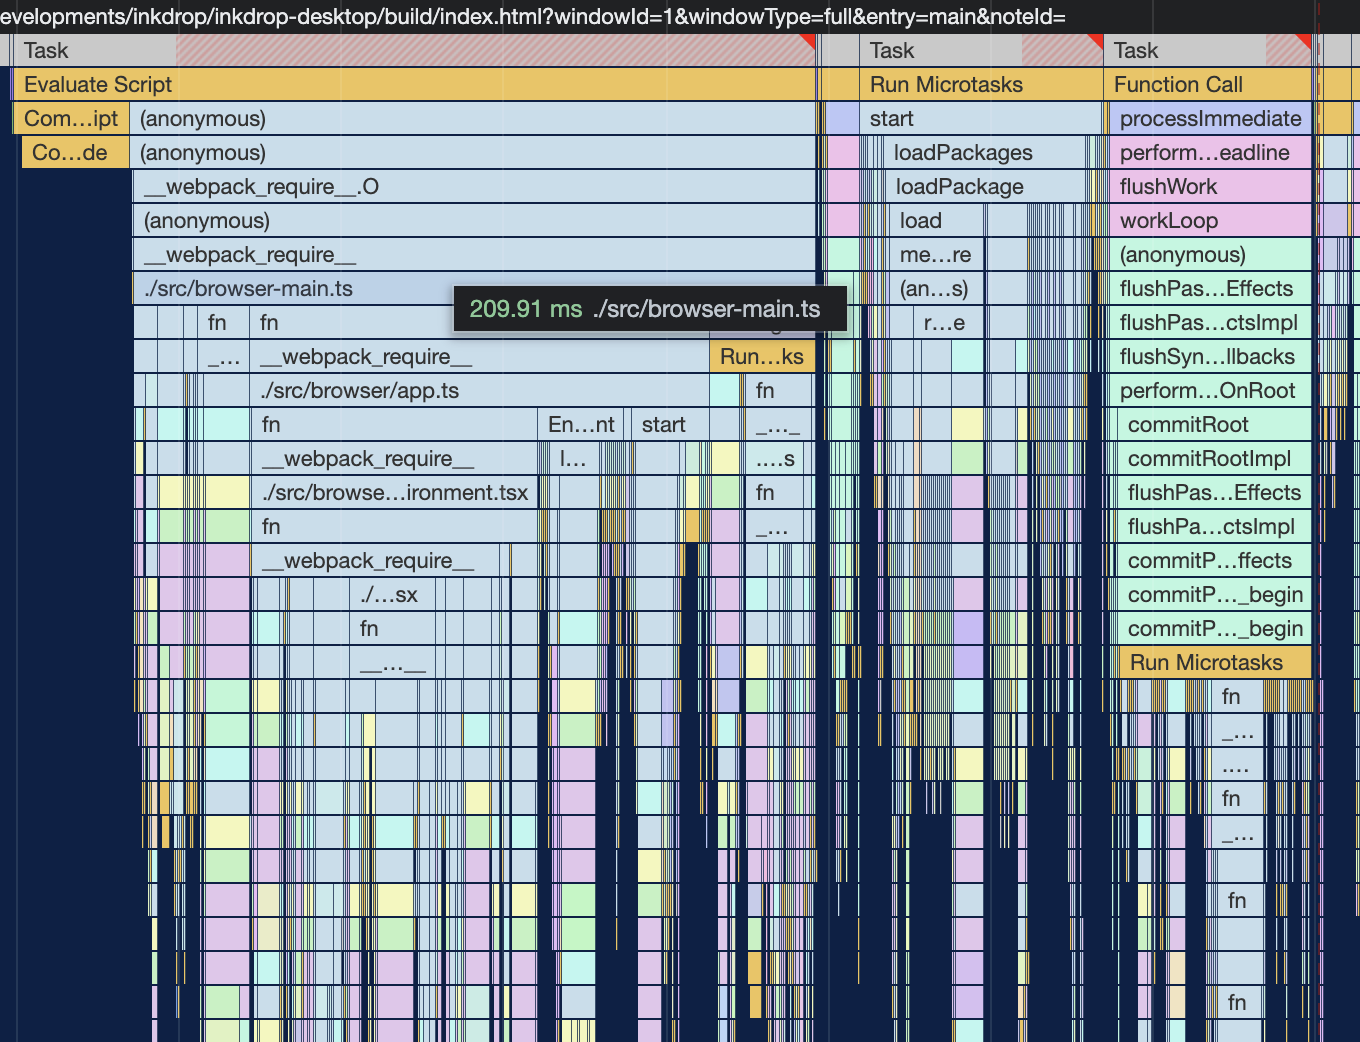 evelopments/inkdrop/inkdrop-desktop/build/index.html?windowId=1&windowType=full&entry=main&noteId=
Task Task Task
Evaluate Script Run Microtasks Function Call
Com…ipt (anonymous) start processImmediate
Co…de (anonymous) loadPackages perform…eadline
__webpack_require__.O loadPackage flushWork
(anonymous) load workLoop
__webpack_require__ me…re (anonymous)
./src/browser-main.ts (an…s) flushPas…Effects
209.91 ms ./src/browser-main.ts
fn fn r…e flushPas…ctsImpl
_… __webpack_require__ Run…ks flushSyn…llbacks
./src/browser/app.ts fn perform…OnRoot
fn En…nt start _…_ commitRoot
__webpack_require__ I… ….s commitRootImpl
./src/browse…ironment.tsx fn flushPas…Effects
fn _… flushPa…ctsImpl
__webpack_require__ commitP…ffects
./…sx commitP…_begin
fn commitP…_begin
__…__ Run Microtasks
fn
_…
….
fn
_…
fn
fn